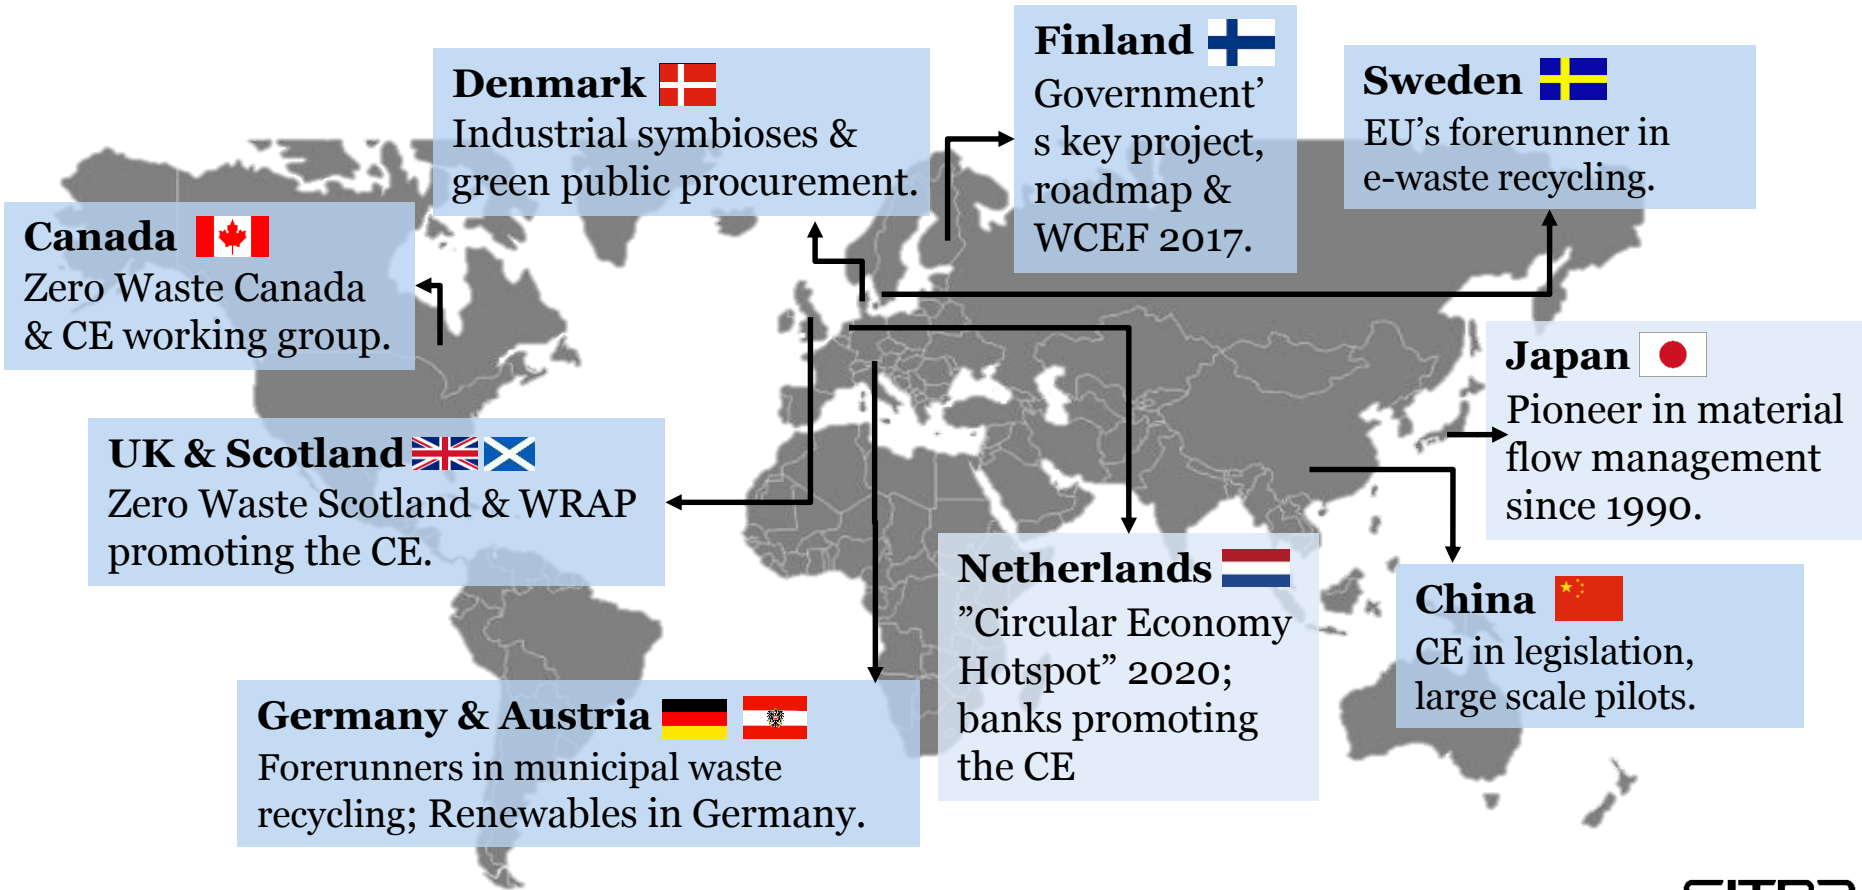 Finland
Government’
s key project,
roadmap &
WCEF 2017.
Denmark
Industrial symbioses &
green public procurement.
Sweden
EU’s forerunner in
e-waste recycling.
Canada
Zero Waste Canada
& CE working group.
Japan
Pioneer in material
flow management
since 1990.
UK & Scotland
Zero Waste Scotland & WRAP
promoting the CE.
Netherlands
”Circular Economy
Hotspot” 2020;
banks promoting
the CE
China
CE in legislation,
large scale pilots.
Germany & Austria
Forerunners in municipal waste
recycling; Renewables in Germany.